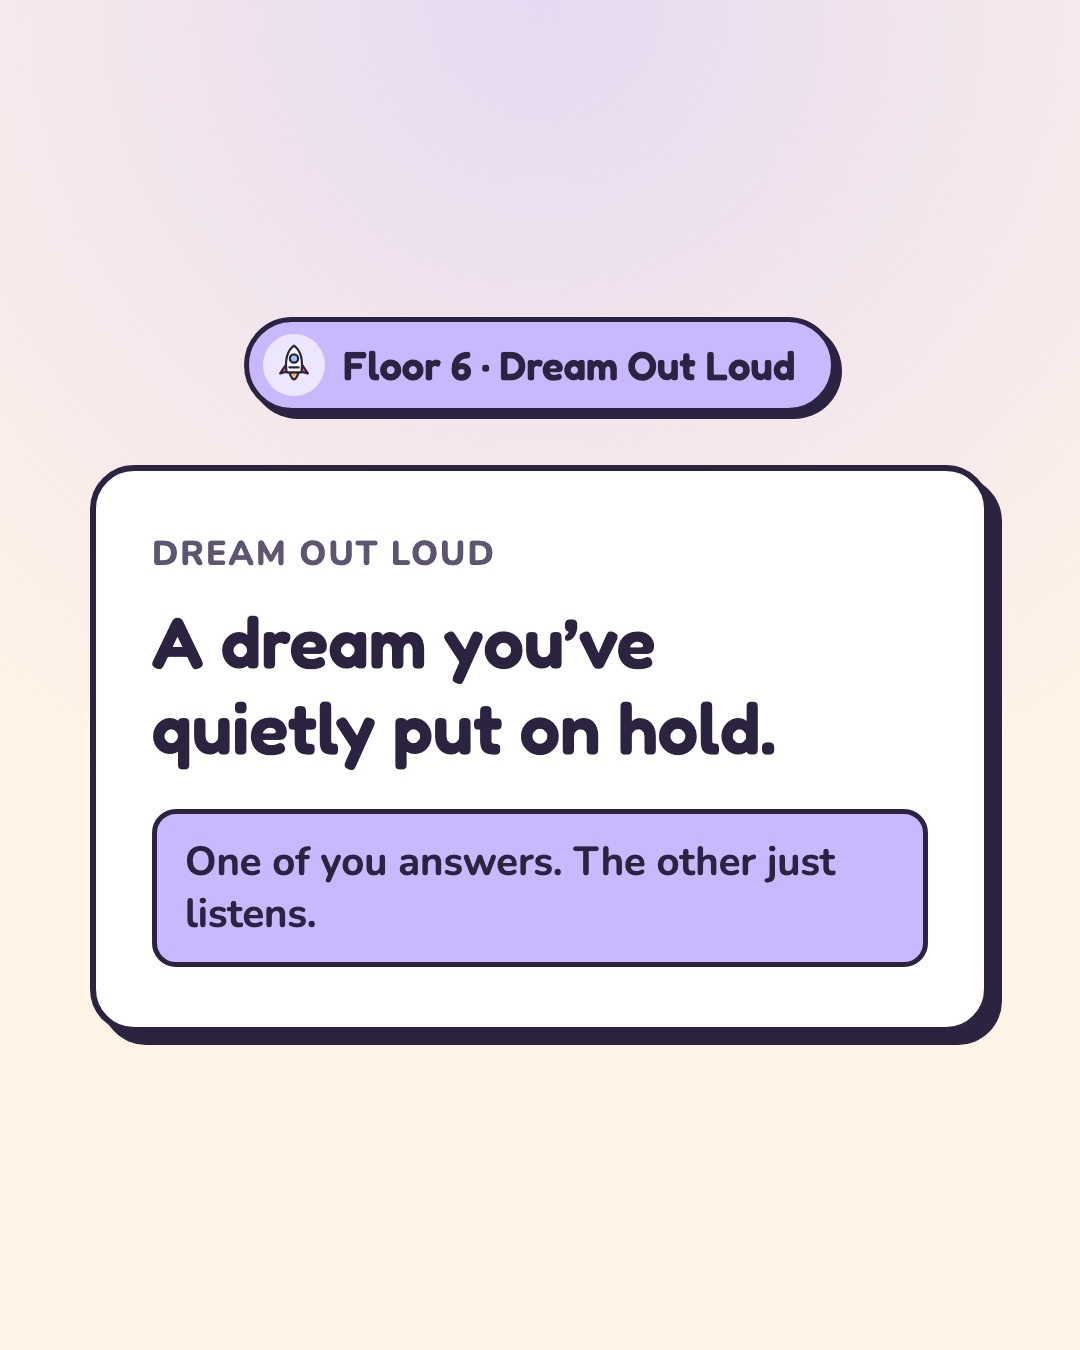 Floor 6 · Dream Out Loud
DREAM OUT LOUD
A dream you’ve
quietly put on hold.
One of you answers. The other just
listens.